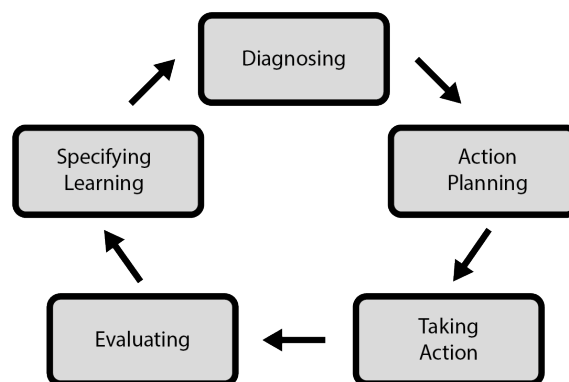 Diagnosing
Action
Planning
Taking
Action
Evaluating
Specifying
Learning